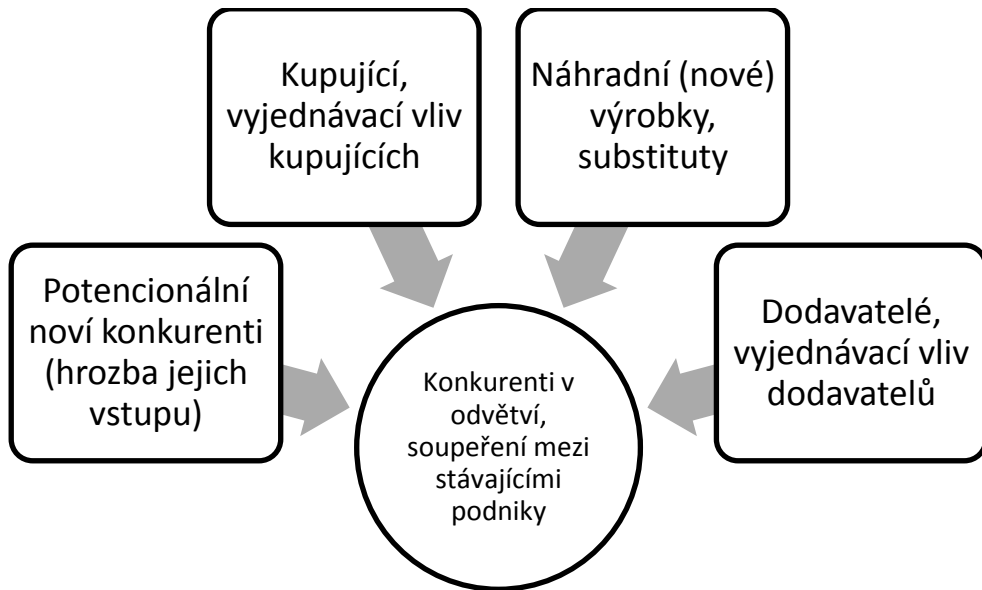 Kupující,
vyjednávací vliv
kupujících
Náhradní (nové)
výrobky,
substituty
Potencionální
noví konkurenti
(hrozba jejich
vstupu)
Dodavatelé,
vyjednávací vliv
dodavatelů
Konkurenti v
odvětví,
soupeření mezi
stávajícími
podniky